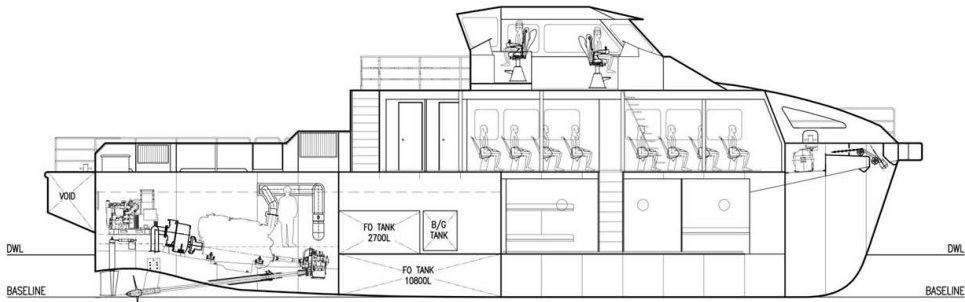 VOID
FO TANK
2700L
B/G
TANK
DWL
DWL
FO TANK
10800L
BASELINE
BASELINE